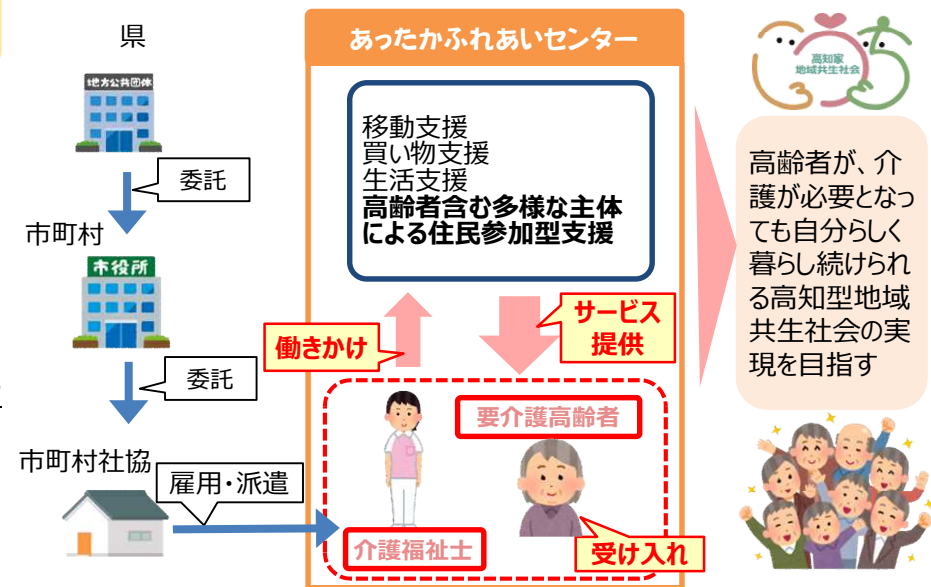 県
地方公共団体
委託
市町村
市役所
委託
市町村社協
雇用・派遣
あったかふれあいセンター
移動支援
買い物支援
生活支援
高齢者含む多様な主体
による住民参加型支援
働きかけ
サービス
提供
要介護高齢者
介護福祉士
受け入れ
高知家
地域共生社会
高齢者が、介
護が必要となっ
ても自分らしく
暮らし続けられ
る高知型地域
共生社会の実
現を目指す